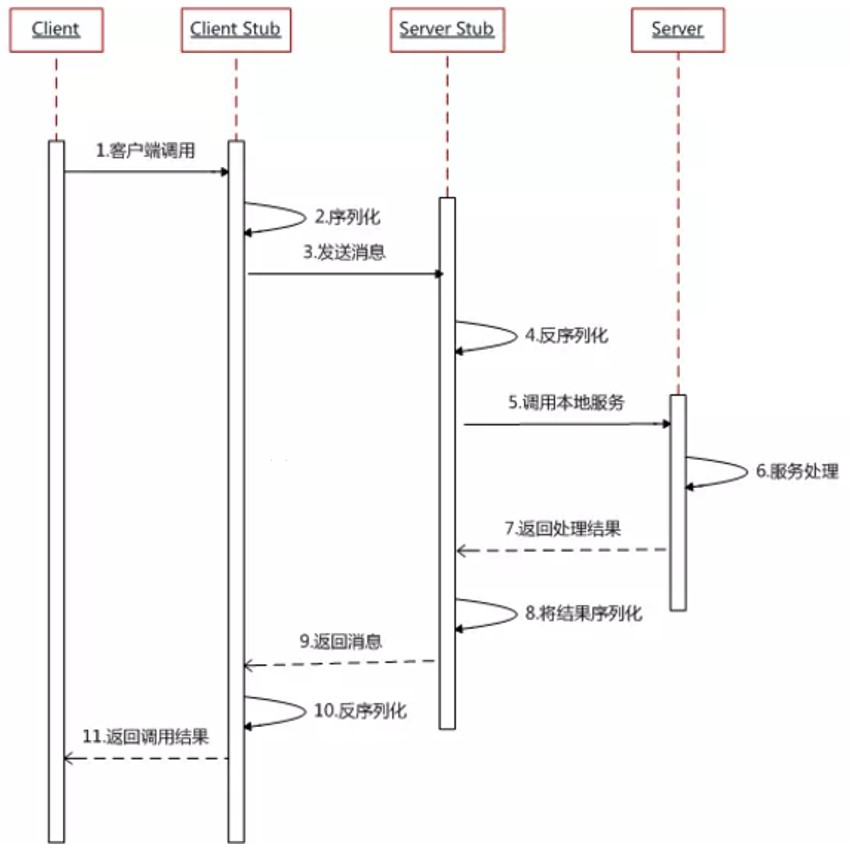 Client
Client Stub
Server Stub
Server
1.客户端调用
2.序列化
3.发送消息
4.反序列化
5.调用本地服务
6.服务处理
7.返回处理结果
8.将结果序列化
9.返回消息
10.反序列化
11.返回调用结果